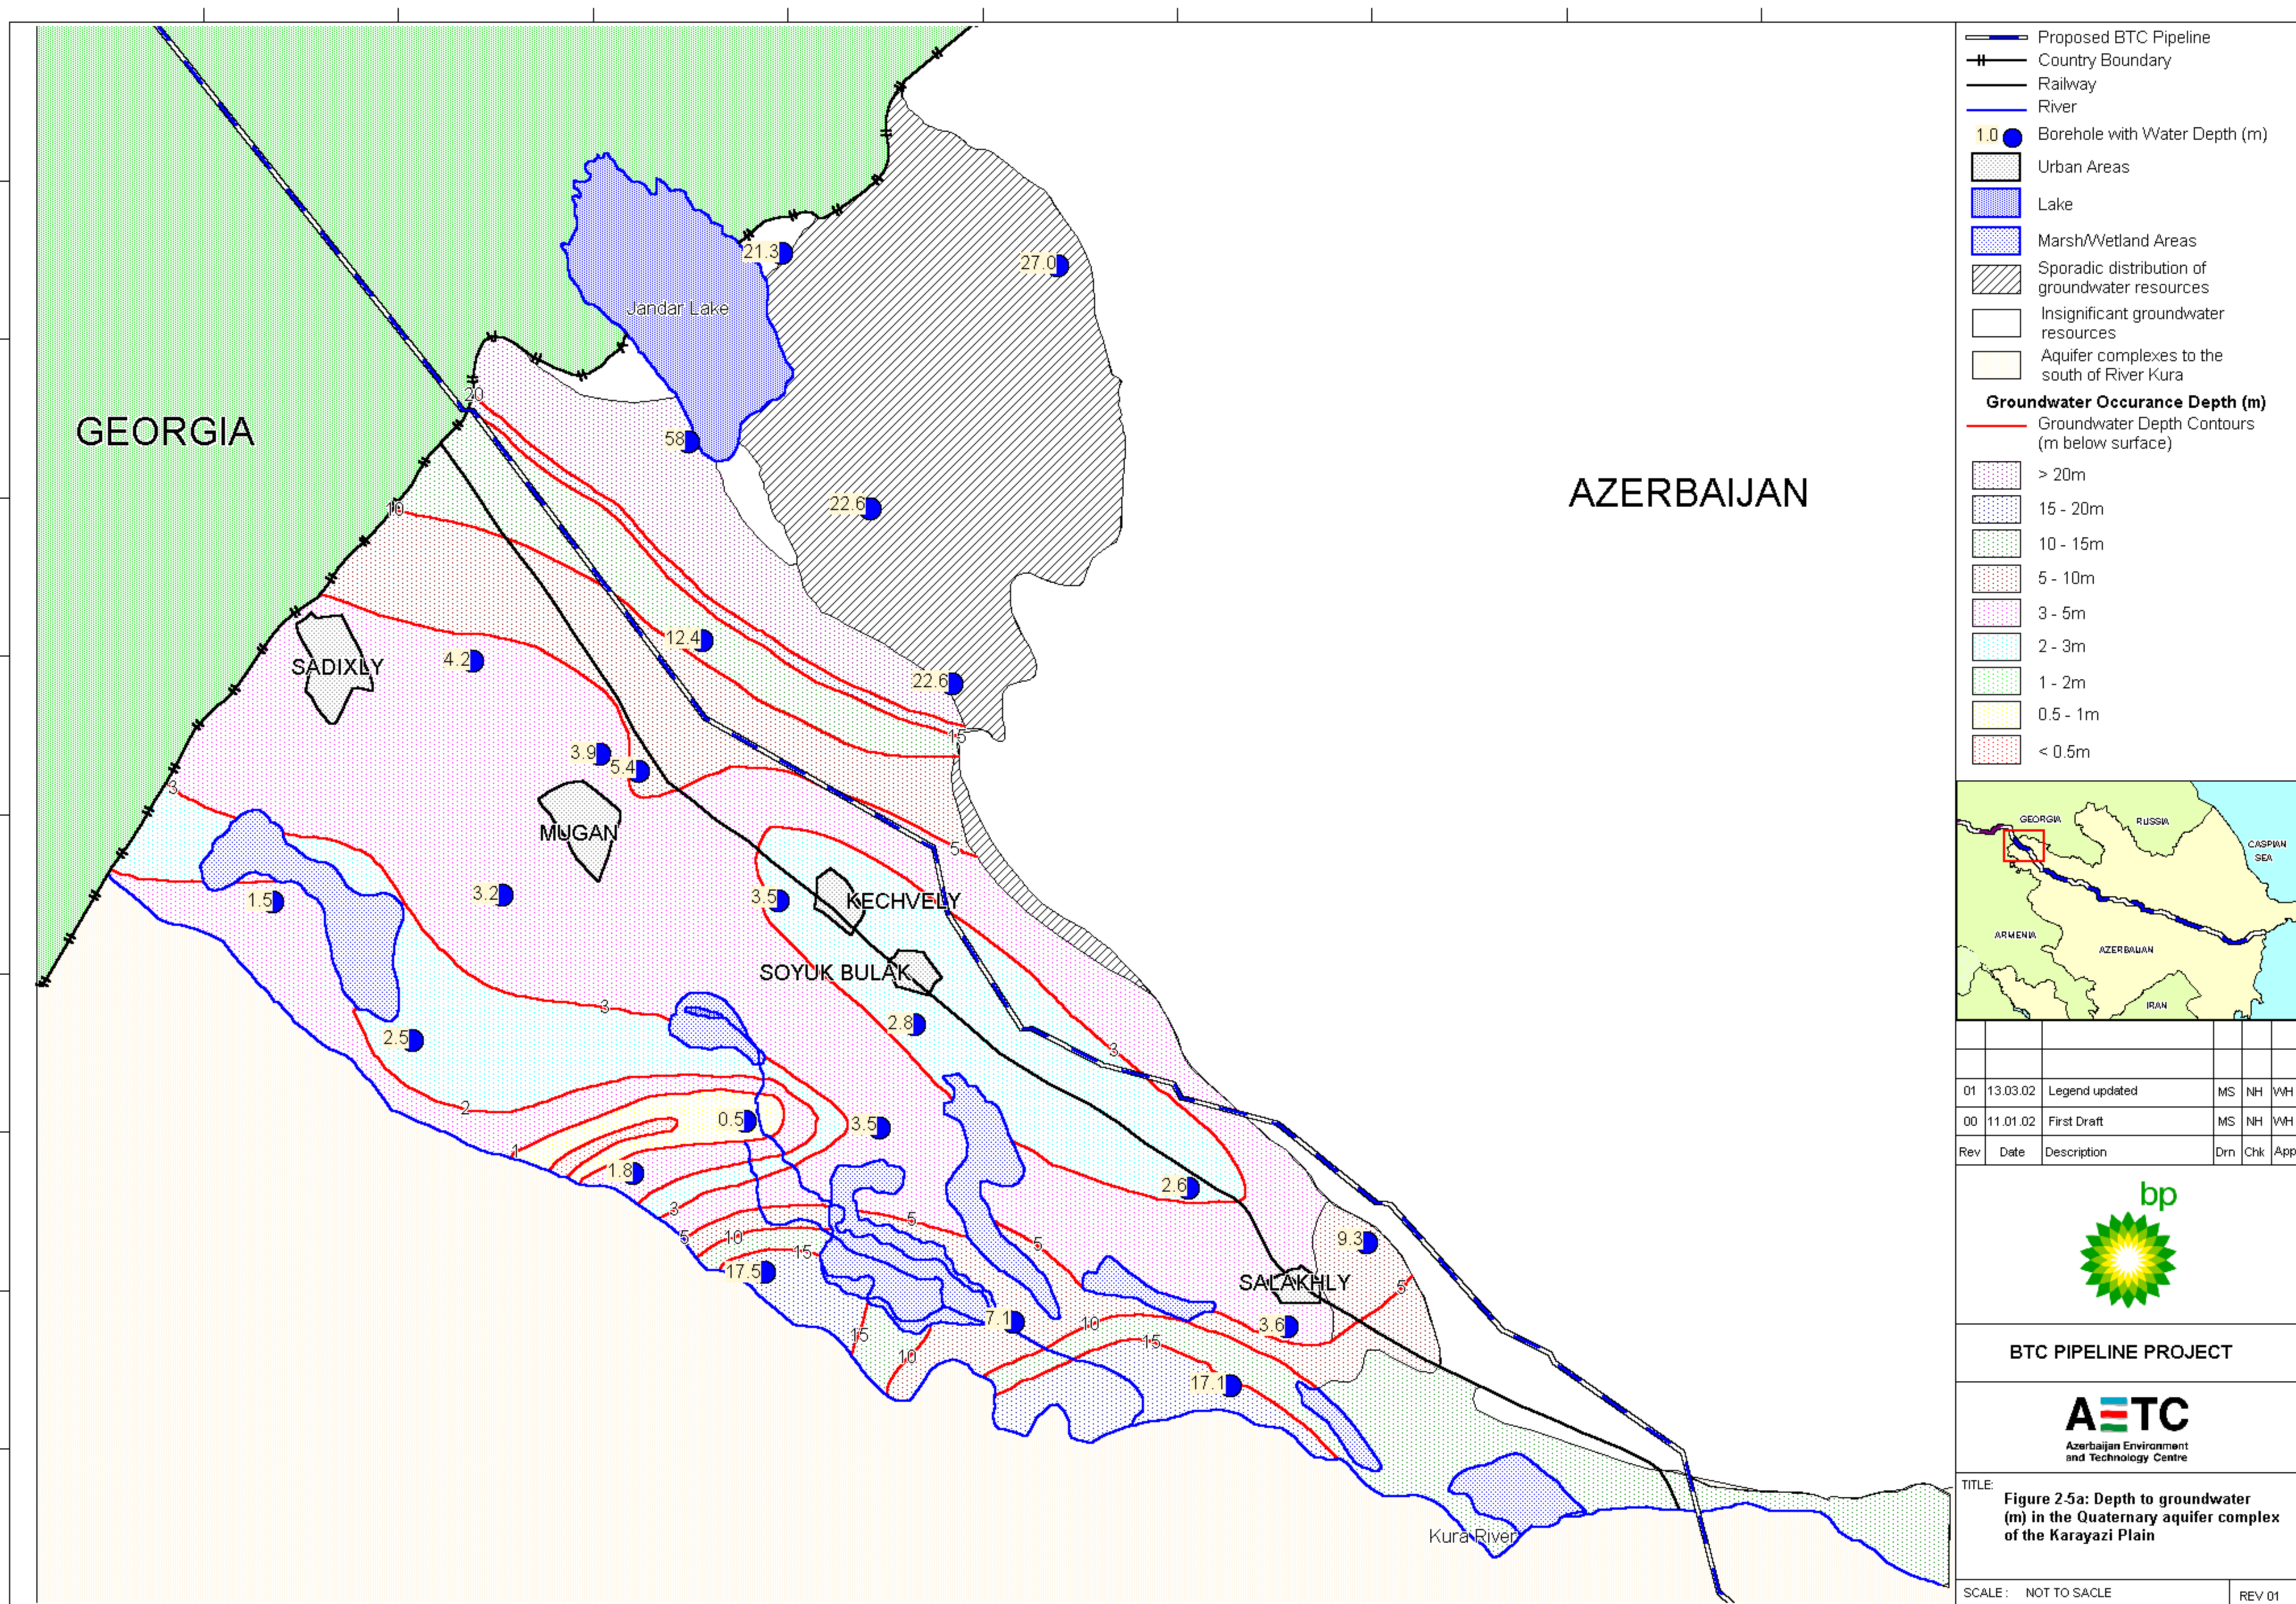 GEORGIA
AZERBAIJAN
Jandar Lake
21.3
27.0
58
22.6
20
10
12.4
SADIXLY
4.2
22.6
15
3.9
5.4
3
MUGAN
5
1.5
3.2
3.5
KECHVELY
SOYUK BULAK
3
2.5
2.8
3
2
0.5
3.5
1
1.8
2.6
3
5
5
10
15
5
9.3
17.5
SALAKHLY
5
7.1
10
3.6
15
10
15
17.1
Kura River
Proposed BTC Pipeline
Country Boundary
Railway
River
1.0 Borehole with Water Depth (m)
Urban Areas
Lake
Marsh/Wetland Areas
Sporadic distribution of
groundwater resources
Insignificant groundwater
resources
Aquifer complexes to the
south of River Kura
Groundwater Occurance Depth (m)
Groundwater Depth Contours
(m below surface)
> 20m
15 - 20m
10 - 15m
5 - 10m
3 - 5m
2 - 3m
1 - 2m
0.5 - 1m
< 0.5m
GEORGIA
RUSSIA
CASPIAN
SEA
ARMENIA
AZERBAIJAN
IRAN
01 13.03.02 Legend updated MS NH WH
00 11.01.02 First Draft MS NH WH
Rev Date Description Drn Chk App
bp
BTC PIPELINE PROJECT
AETC
Azerbaijan Environment
and Technology Centre
TITLE:
Figure 2-5a: Depth to groundwater
(m) in the Quaternary aquifer complex
of the Karayazi Plain
SCALE : NOT TO SACLE REV 01